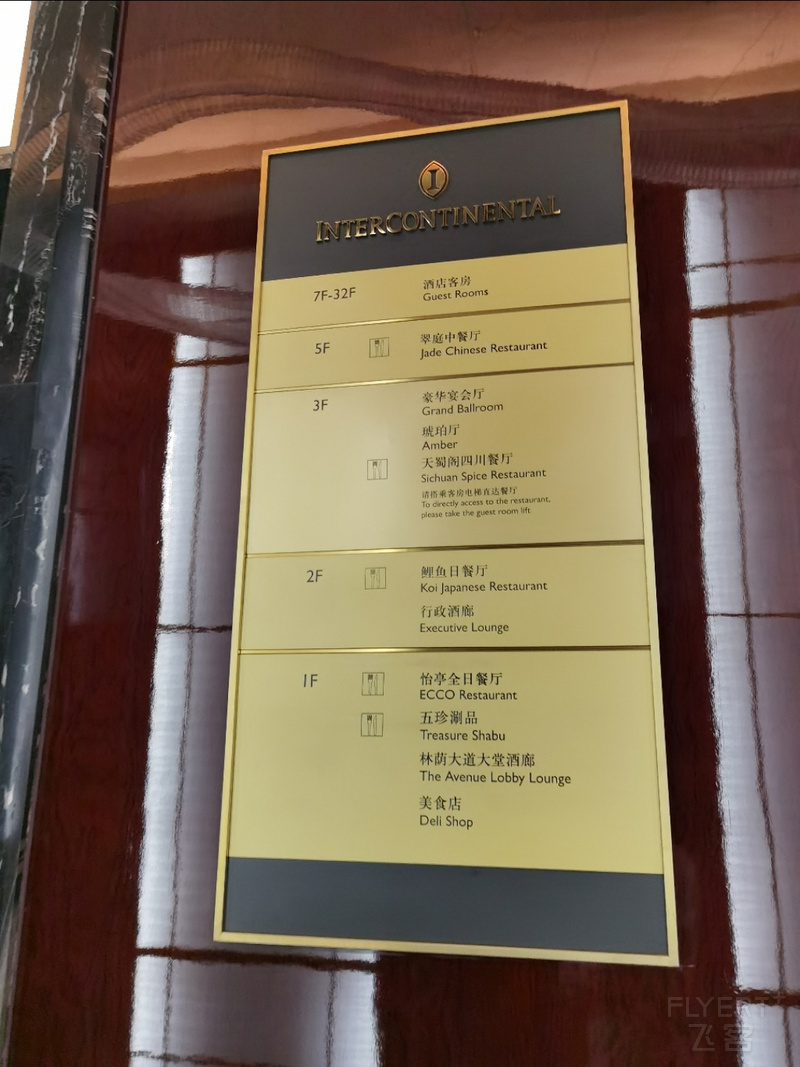 I
INTERCONTINENTAL
7F-32F
酒店客房
Guest Rooms
5F
翠庭中餐厅
Jade Chinese Restaurant
3F
豪华宴会厅
Grand Ballroom
琥珀厅
Amber
天蜀阁四川餐厅
Sichuan Spice Restaurant
请搭乘客房电梯直达餐厅
To directly access to the restaurant,
please take the guest room lift.
2F
鲤鱼日餐厅
Koi Japanese Restaurant
行政酒廊
Executive Lounge
1F
怡亭全日餐厅
ECCO Restaurant
五珍涮品
Treasure Shabu
林荫大道大堂酒廊
The Avenue Lobby Lounge
美食店
Deli Shop
FLYERT
飞客